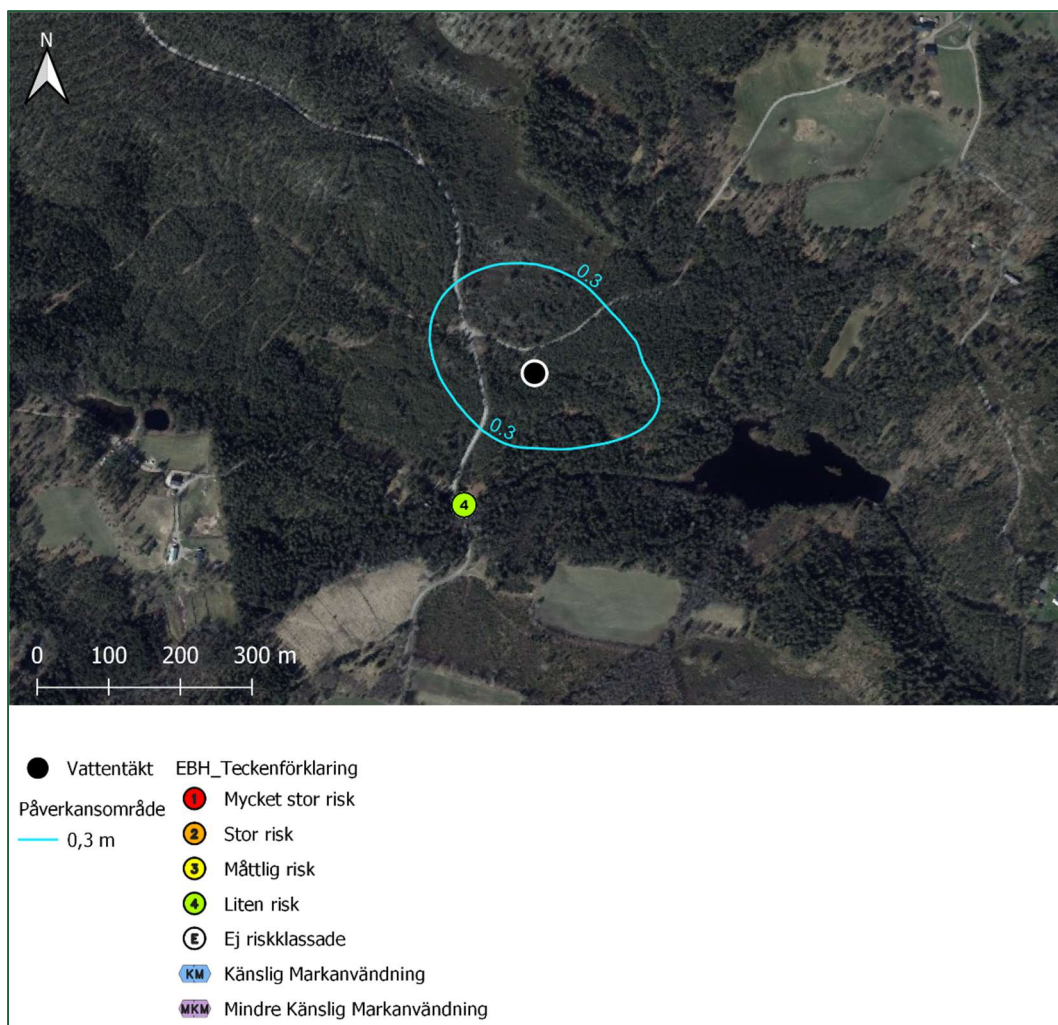 N
0.3
0.3
4
0 100 200 300 m
Vattentäkt
Påverkansområde
0,3 m
EBH_Teckenförklaring
1 Mycket stor risk
2 Stor risk
3 Måttlig risk
4 Liten risk
E Ej riskklassade
KM Känslig Markanvändning
MKM Mindre Känslig Markanvändning